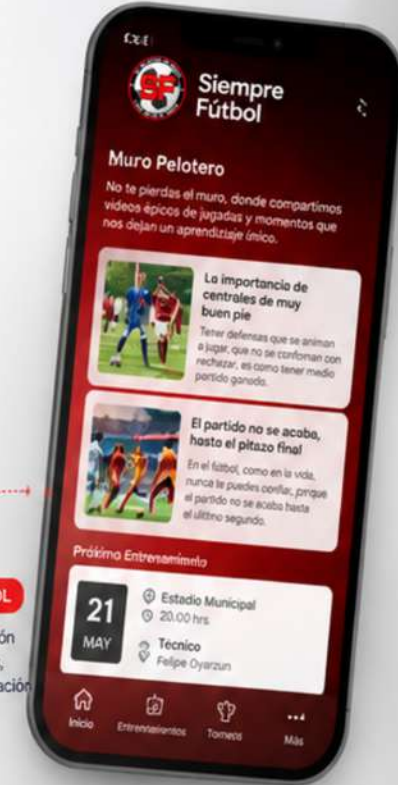 SF
Siempre
Fútbol
Muro Pelotero
No te pierdas el muro, donde compartimos
videos épicos de jugadas y momentos que
nos dejan un aprendizaje único.
La importancia de
centrales de muy
buen pie
Tener defensas que se animan
a jugar, que no se conforman con
rechazar, es como tener medio
partido ganado.
El partido no se acaba,
hasta el pitazo final
En el fútbol, como en la vida,
nunca te puedes confiar, porque
el partido no se acaba hasta
el último segundo.
Próximo Entrenamiento
21
MAY
Estadio Municipal
20.00 hrs
Técnico
Felipe Oyarzun
Inicio
Entrenamientos
Torneos
Más
OL
ón
ación